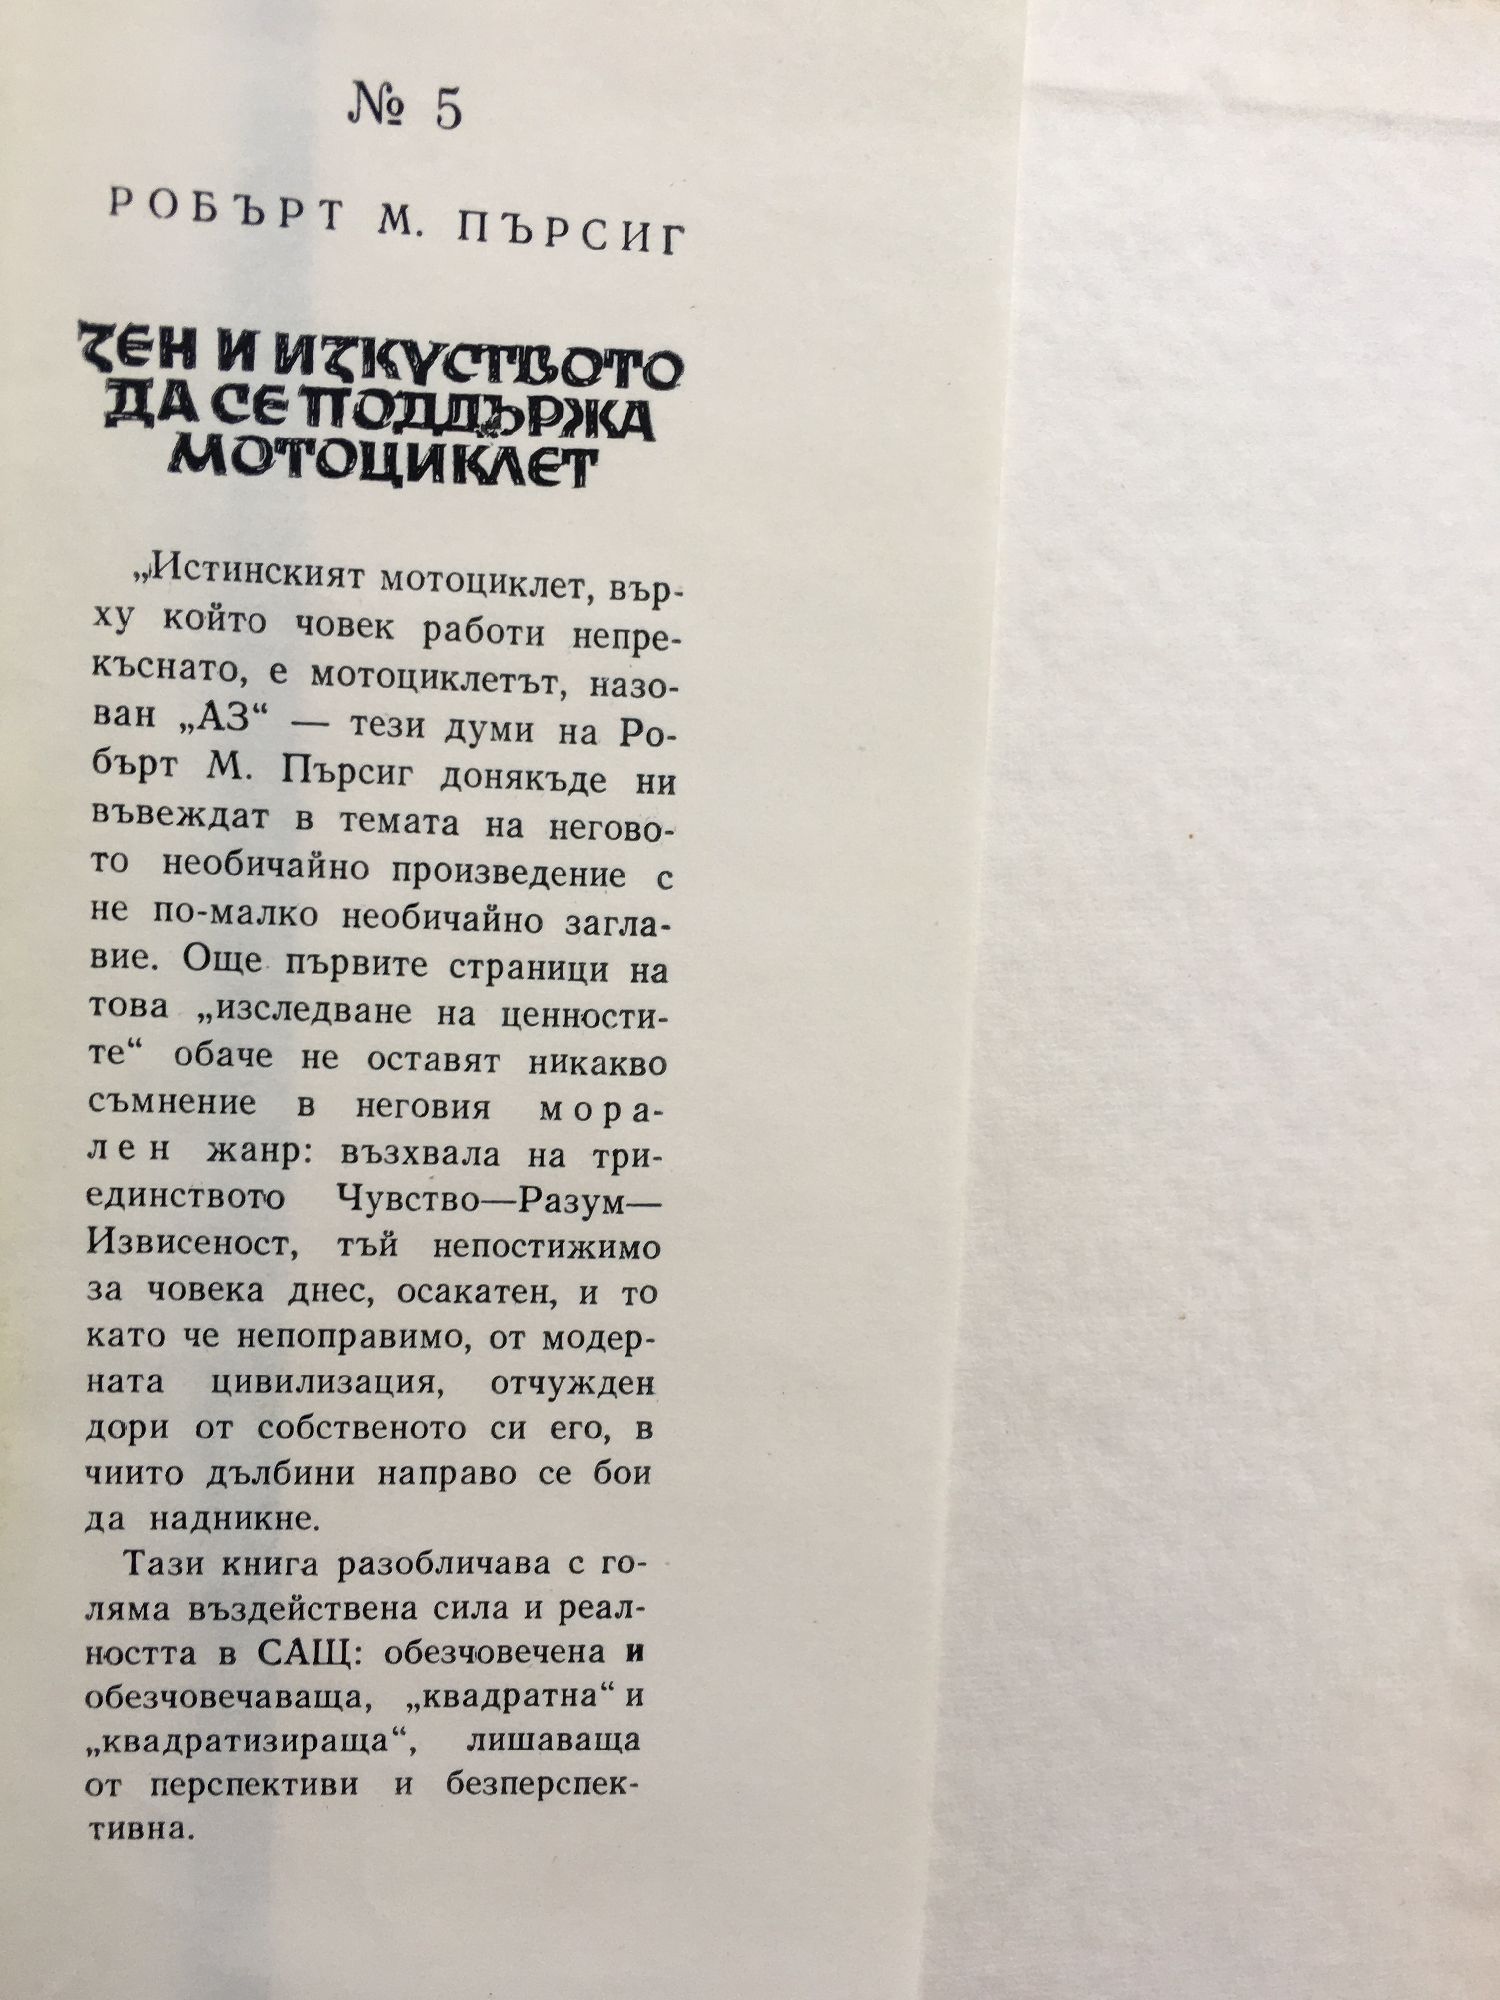 № 5
РОБЪРТ М. ПЪРСИГ
ЗЕН И ИЗКУСТВОТО
ДА СЕ ПОДДЪРЖА
МОТОЦИКЛЕТ
„Истинският мотоциклет, вър-
ху който човек работи непре-
къснато, е мотоциклетът, назо-
ван „АЗ“ — тези думи на Ро-
бърт М. Пърсиг донякъде ни
въвеждат в темата на негово-
то необичайно произведение с
не по-малко необичайно загла-
вие. Още първите страници на
това „изследване на ценности-
те“ обаче не оставят никакво
съмнение в неговия мора-
лен жанр: възхвала на три-
единството Чувство—Разум—
Извисеност, тъй непостижимо
за човека днес, осакатен, и то
като че непоправимо, от модер-
ната цивилизация, отчужден
дори от собственото си его, в
чиито дълбини направо се бои
да надникне.
Тази книга разобличава с го-
ляма въздействена сила и реал-
ността в САЩ: обезчовечена и
обезчовечаваща, „квадратна“ и
„квадратизираща“, лишаваща
от перспективи и безперспек-
тивна.